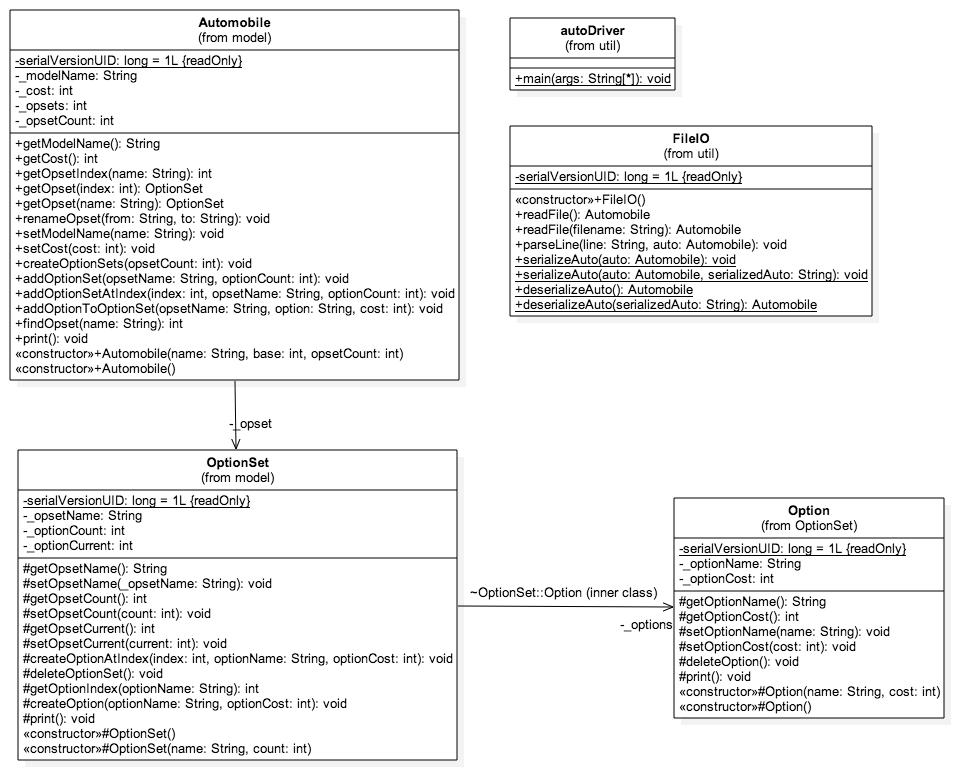 Automobile
(from model)
-serialVersionUID: long = 1L {readOnly}
-_modelName: String
-_cost: int
-_opsets: int
-_opsetCount: int
+getModelName(): String
+getCost(): int
+getOpsetIndex(name: String): int
+getOpset(index: int): OptionSet
+getOpset(name: String): OptionSet
+renameOpset(from: String, to: String): void
+setModelName(name: String): void
+setCost(cost: int): void
+createOptionSets(opsetCount: int): void
+addOptionSet(opsetName: String, optionCount: int): void
+addOptionSetAtIndex(index: int, opsetName: String, optionCount: int): void
+addOptionToOptionSet(opsetName: String, option: String, cost: int): void
+findOpset(name: String): int
+print(): void
«constructor»+Automobile(name: String, base: int, opsetCount: int)
«constructor»+Automobile()
autoDriver
(from util)
+main(args: String[*]): void
FileIO
(from util)
-serialVersionUID: long = 1L {readOnly}
«constructor»+FileIO()
+readFile(): Automobile
+readFile(filename: String): Automobile
+parseLine(line: String, auto: Automobile): void
+serializeAuto(auto: Automobile): void
+serializeAuto(auto: Automobile, serializedAuto: String): void
+deserializeAuto(): Automobile
+deserializeAuto(serializedAuto: String): Automobile
-_opset
OptionSet
(from model)
-serialVersionUID: long = 1L {readOnly}
-_opsetName: String
-_optionCount: int
-_optionCurrent: int
#getOpsetName(): String
#setOpsetName(_opsetName: String): void
#getOpsetCount(): int
#setOpsetCount(count: int): void
#getOpsetCurrent(): int
#setOpsetCurrent(current: int): void
#createOptionAtIndex(index: int, optionName: String, optionCost: int): void
#deleteOptionSet(): void
#getOptionIndex(optionName: String): int
#createOption(optionName: String, optionCost: int): void
#print(): void
«constructor»#OptionSet()
«constructor»#OptionSet(name: String, count: int)
~OptionSet::Option (inner class)
-_options
Option
(from OptionSet)
-serialVersionUID: long = 1L {readOnly}
-_optionName: String
-_optionCost: int
#getOptionName(): String
#getOptionCost(): int
#setOptionName(name: String): void
#setOptionCost(cost: int): void
#deleteOption(): void
#print(): void
«constructor»#Option(name: String, cost: int)
«constructor»#Option()